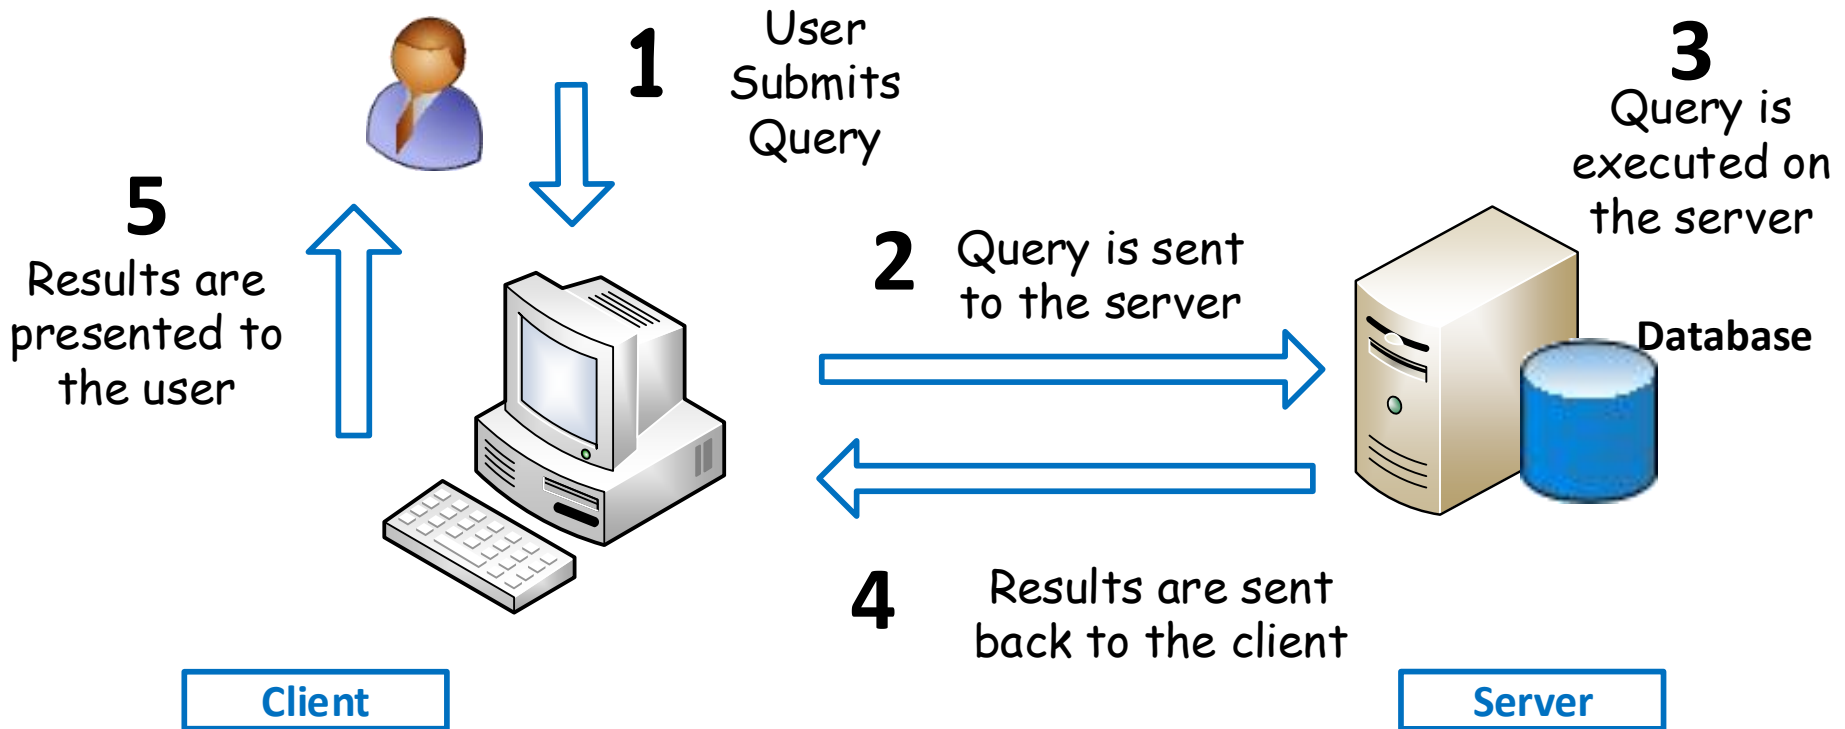 1
User
Submits
Query
2
Query is sent
to the server
3
Query is
executed on
the server
Database
4
Results are sent
back to the client
5
Results are
presented to
the user
Client
Server